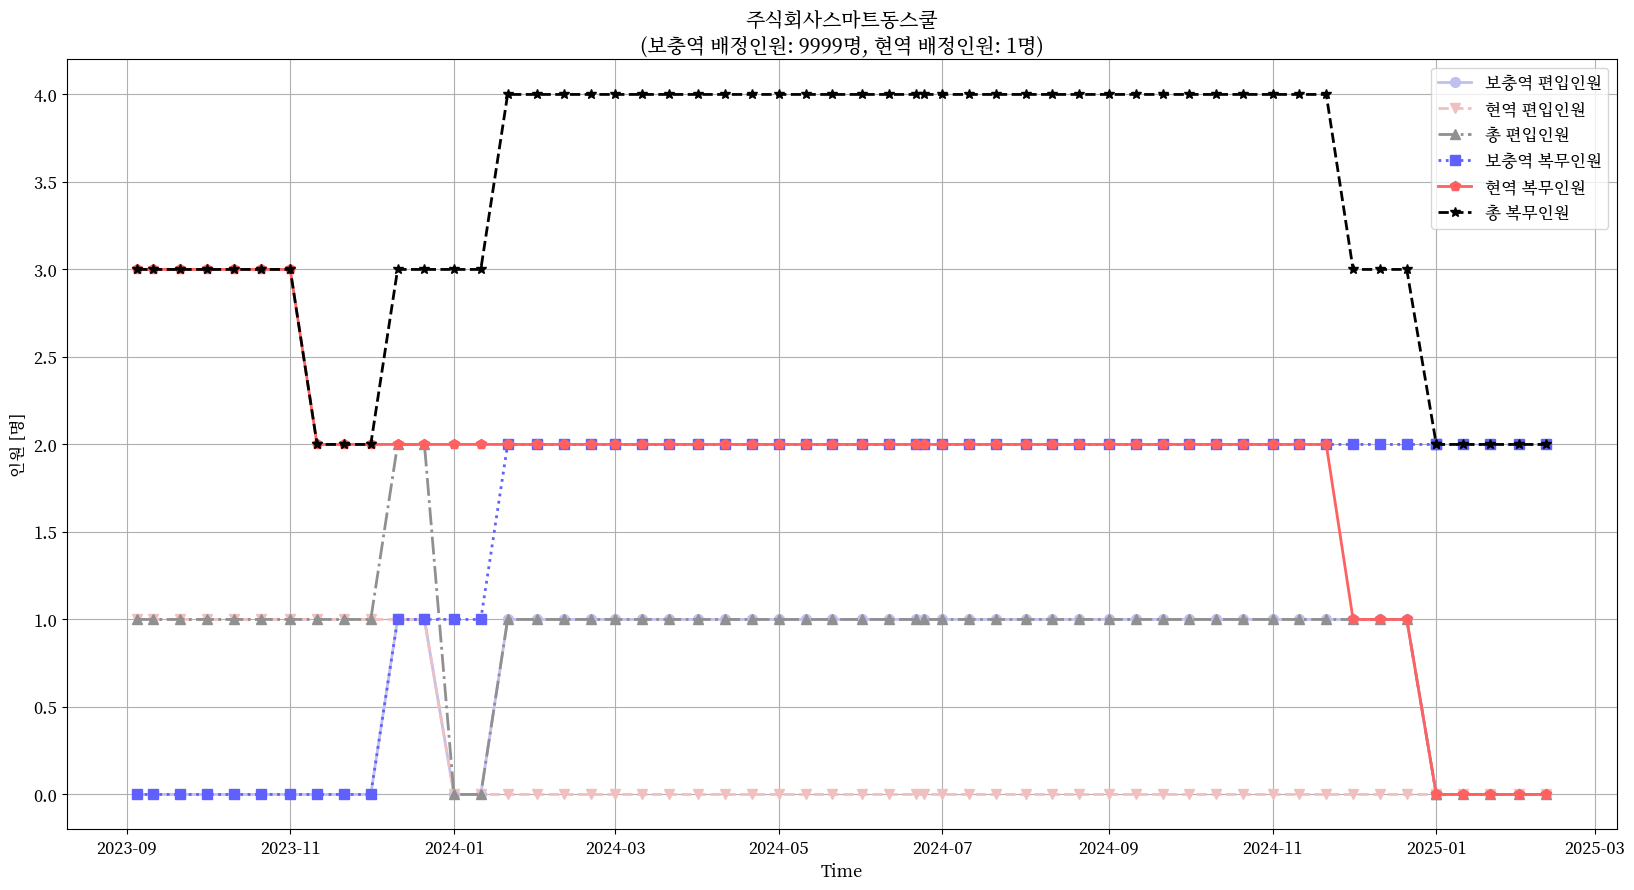 주식회사스마트동스쿨
(보충역 배정인원: 9999명, 현역 배정인원: 1명)
보충역 편입인원
현역 편입인원
총 편입인원
보충역 복무인원
현역 복무인원
총 복무인원
4.0
3.5
3.0
2.5
2.0
1.5
1.0
0.5
0.0
인원 [명]
2023-09
2023-11
2024-01
2024-03
2024-05
2024-07
2024-09
2024-11
2025-01
2025-03
Time